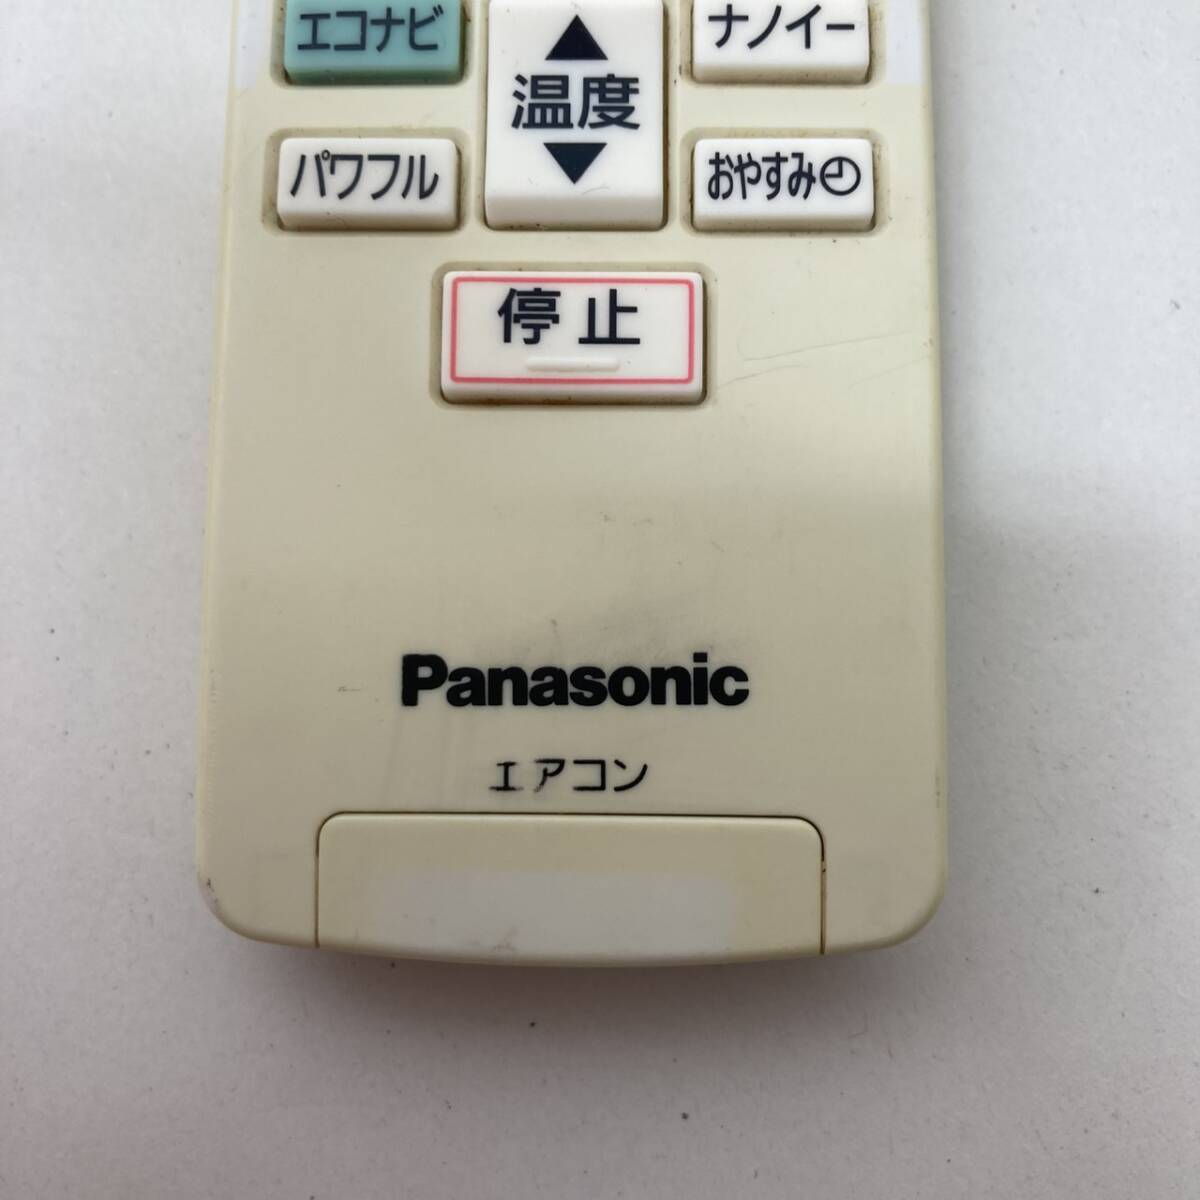 エコナビ
▲
温度
▼
ナノイー
パワフル
おやすみ
停止
Panasonic
エアコン